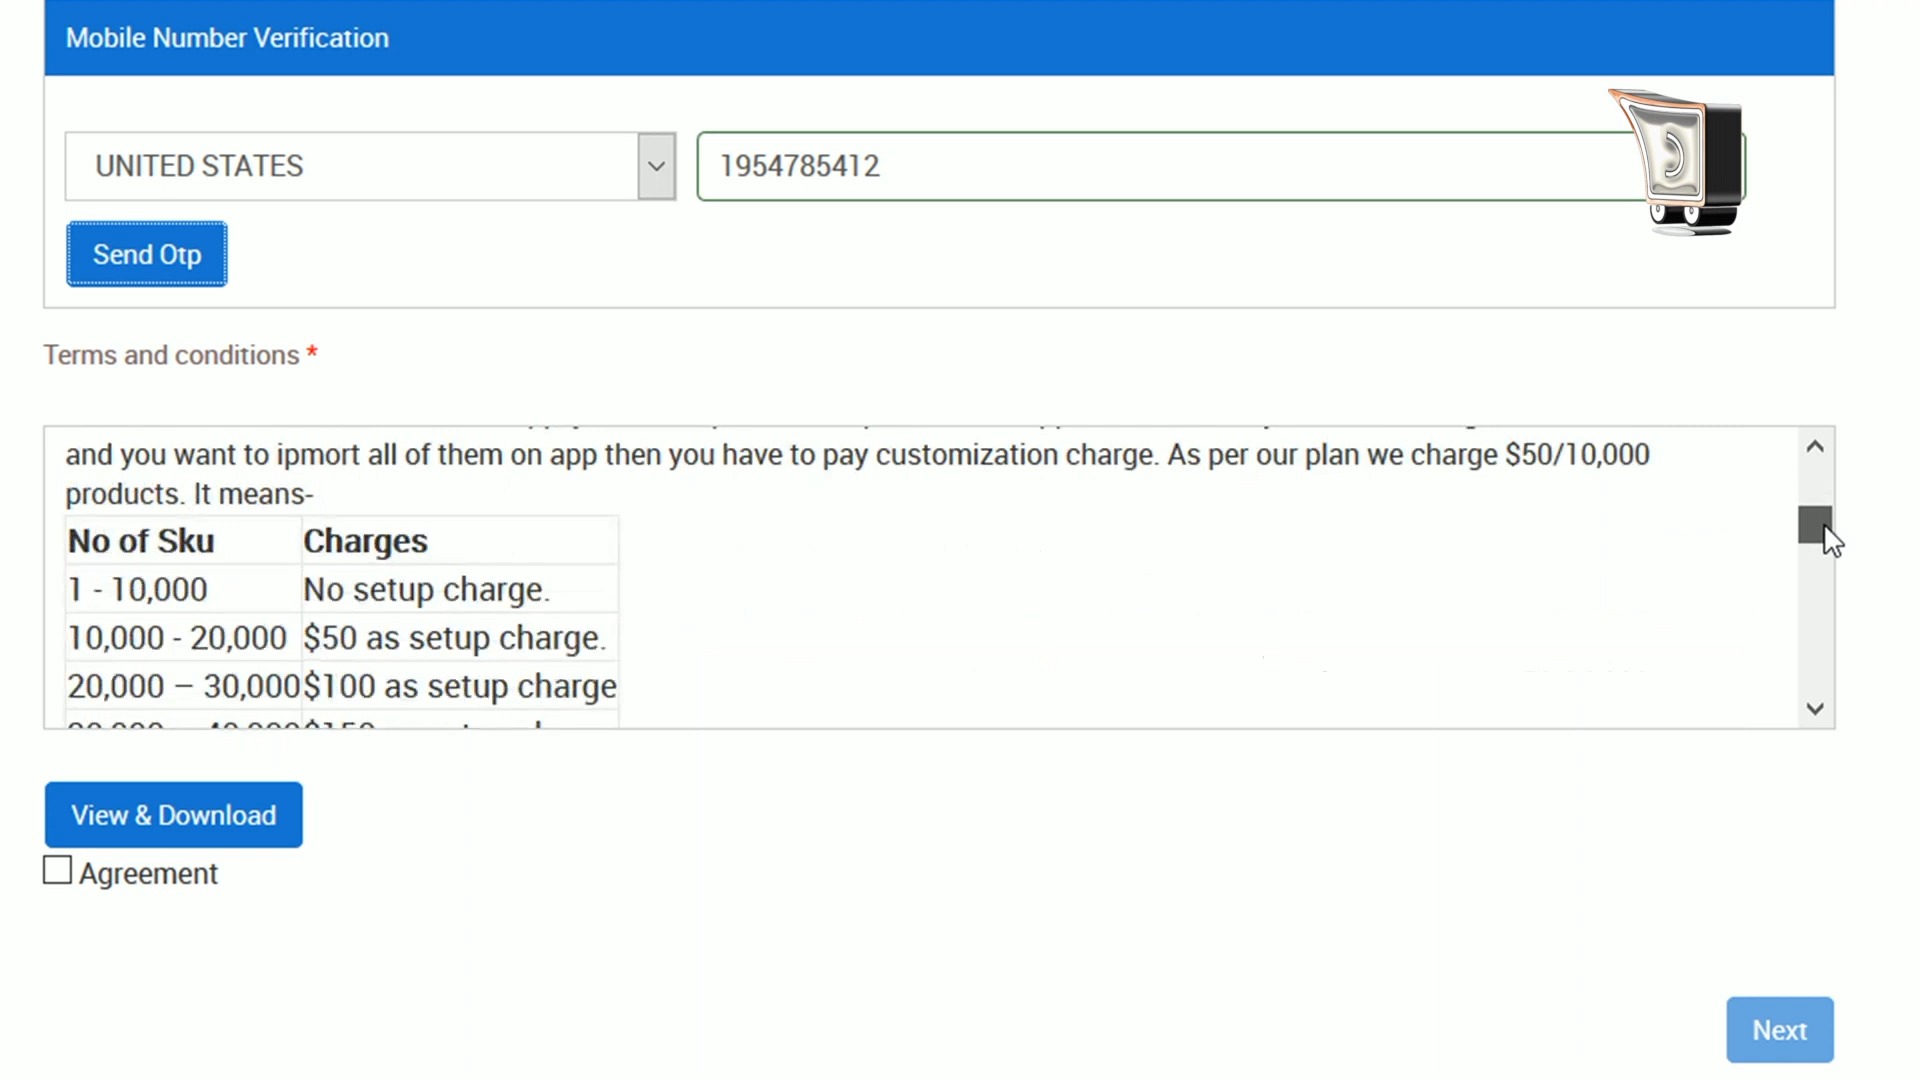 Mobile Number Verification
UNITED STATES
1954785412
Send Otp
Terms and conditions *
and you want to ipmort all of them on app then you have to pay customization charge. As per our plan we charge $50/10,000
products. It means-
No of Sku Charges
1 - 10,000 No setup charge.
10,000 - 20,000 $50 as setup charge.
20,000 – 30,000 $100 as setup charge
View & Download
Agreement
Next